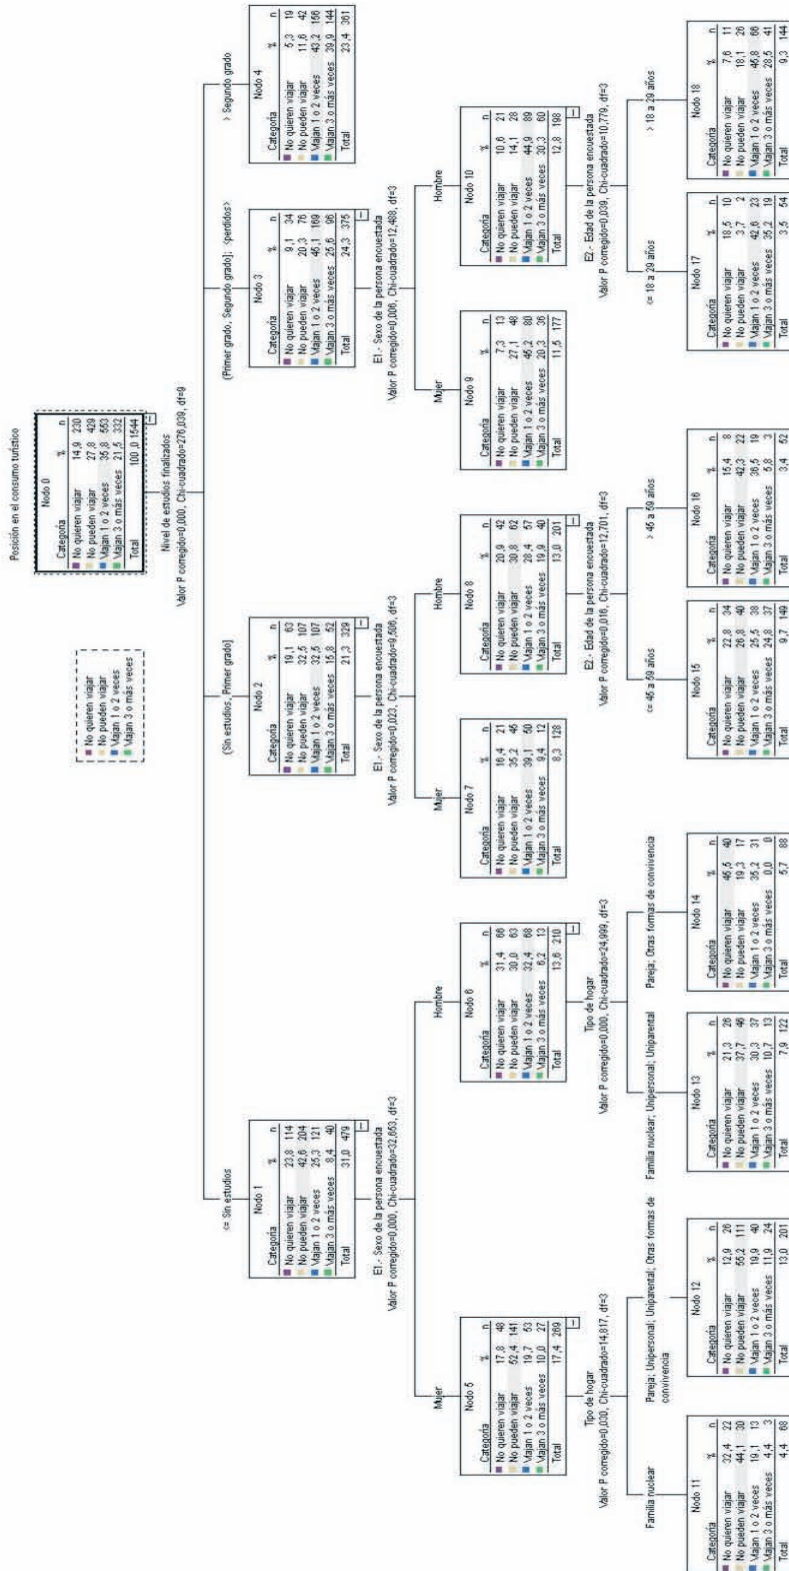 Posición en el consumo turístico
No quieren viajar
No pueden viajar
Viajan 1 o 2 veces
Viajan 3 o más veces
Nodo 0
Categoría % n
No quieren viajar 14,9 230
No pueden viajar 27,8 429
Viajan 1 o 2 veces 35,8 553
Viajan 3 o más veces 21,5 332
Total 100,0 1544
Nivel de estudios finalizados
Valor P corregido=0,000, Chi-cuadrado=276,039, df=9
<= Sin estudios
(Sin estudios, Primer grado]
(Primer grado, Segundo grado]; <perdidos>
> Segundo grado
Nodo 1
Categoría % n
No quieren viajar 23,8 114
No pueden viajar 42,6 204
Viajan 1 o 2 veces 25,3 121
Viajan 3 o más veces 8,4 40
Total 31,0 479
Nodo 2
Categoría % n
No quieren viajar 19,1 63
No pueden viajar 32,5 107
Viajan 1 o 2 veces 32,5 107
Viajan 3 o más veces 15,8 52
Total 21,3 329
Nodo 3
Categoría % n
No quieren viajar 9,1 34
No pueden viajar 20,3 76
Viajan 1 o 2 veces 45,1 169
Viajan 3 o más veces 25,6 96
Total 24,3 375
Nodo 4
Categoría % n
No quieren viajar 5,3 19
No pueden viajar 11,6 42
Viajan 1 o 2 veces 43,2 156
Viajan 3 o más veces 39,9 144
Total 23,4 361
E1.- Sexo de la persona encuestada
Valor P corregido=0,000, Chi-cuadrado=32,653, df=3
E1.- Sexo de la persona encuestada
Valor P corregido=0,023, Chi-cuadrado=9,506, df=3
E1.- Sexo de la persona encuestada
Valor P corregido=0,006, Chi-cuadrado=12,488, df=3
Mujer
Hombre
Mujer
Hombre
Mujer
Hombre
Nodo 5
Categoría % n
No quieren viajar 17,8 48
No pueden viajar 52,4 141
Viajan 1 o 2 veces 19,7 53
Viajan 3 o más veces 10,0 27
Total 17,4 269
Nodo 6
Categoría % n
No quieren viajar 31,4 66
No pueden viajar 30,0 63
Viajan 1 o 2 veces 32,4 68
Viajan 3 o más veces 6,2 13
Total 13,6 210
Nodo 7
Categoría % n
No quieren viajar 16,4 21
No pueden viajar 35,2 45
Viajan 1 o 2 veces 39,1 50
Viajan 3 o más veces 9,4 12
Total 8,3 128
Nodo 8
Categoría % n
No quieren viajar 20,9 42
No pueden viajar 30,8 62
Viajan 1 o 2 veces 28,4 57
Viajan 3 o más veces 19,9 40
Total 13,0 201
Nodo 9
Categoría % n
No quieren viajar 7,3 13
No pueden viajar 27,1 48
Viajan 1 o 2 veces 45,2 80
Viajan 3 o más veces 20,3 36
Total 11,5 177
Nodo 10
Categoría % n
No quieren viajar 10,6 21
No pueden viajar 14,1 28
Viajan 1 o 2 veces 44,9 89
Viajan 3 o más veces 30,3 60
Total 12,8 198
Tipo de hogar
Valor P corregido=0,030, Chi-cuadrado=14,817, df=3
Tipo de hogar
Valor P corregido=0,000, Chi-cuadrado=24,999, df=3
E2.- Edad de la persona encuestada
Valor P corregido=0,016, Chi-cuadrado=12,701, df=3
E2.- Edad de la persona encuestada
Valor P corregido=0,039, Chi-cuadrado=10,779, df=3
Familia nuclear
Pareja; Unipersonal; Uniparental; Otras formas de
convivencia
Familia nuclear; Unipersonal; Uniparental
Pareja; Otras formas de convivencia
<= 45 a 59 años
> 45 a 59 años
<= 18 a 29 años
> 18 a 29 años
Nodo 11
Categoría % n
No quieren viajar 32,4 22
No pueden viajar 44,1 30
Viajan 1 o 2 veces 19,1 13
Viajan 3 o más veces 4,4 3
Total 4,4 68
Nodo 12
Categoría % n
No quieren viajar 12,9 26
No pueden viajar 55,2 111
Viajan 1 o 2 veces 19,9 40
Viajan 3 o más veces 11,9 24
Total 13,0 201
Nodo 13
Categoría % n
No quieren viajar 21,3 26
No pueden viajar 37,7 46
Viajan 1 o 2 veces 30,3 37
Viajan 3 o más veces 10,7 13
Total 7,9 122
Nodo 14
Categoría % n
No quieren viajar 45,5 40
No pueden viajar 19,3 17
Viajan 1 o 2 veces 35,2 31
Viajan 3 o más veces 0,0 0
Total 5,7 88
Nodo 15
Categoría % n
No quieren viajar 22,8 34
No pueden viajar 26,8 40
Viajan 1 o 2 veces 25,5 38
Viajan 3 o más veces 24,8 37
Total 9,7 149
Nodo 16
Categoría % n
No quieren viajar 15,4 8
No pueden viajar 42,3 22
Viajan 1 o 2 veces 36,5 19
Viajan 3 o más veces 5,8 3
Total 3,4 52
Nodo 17
Categoría % n
No quieren viajar 18,5 10
No pueden viajar 3,7 2
Viajan 1 o 2 veces 42,6 23
Viajan 3 o más veces 35,2 19
Total 3,5 54
Nodo 18
Categoría % n
No quieren viajar 7,6 11
No pueden viajar 18,1 26
Viajan 1 o 2 veces 45,8 66
Viajan 3 o más veces 28,5 41
Total 9,3 144